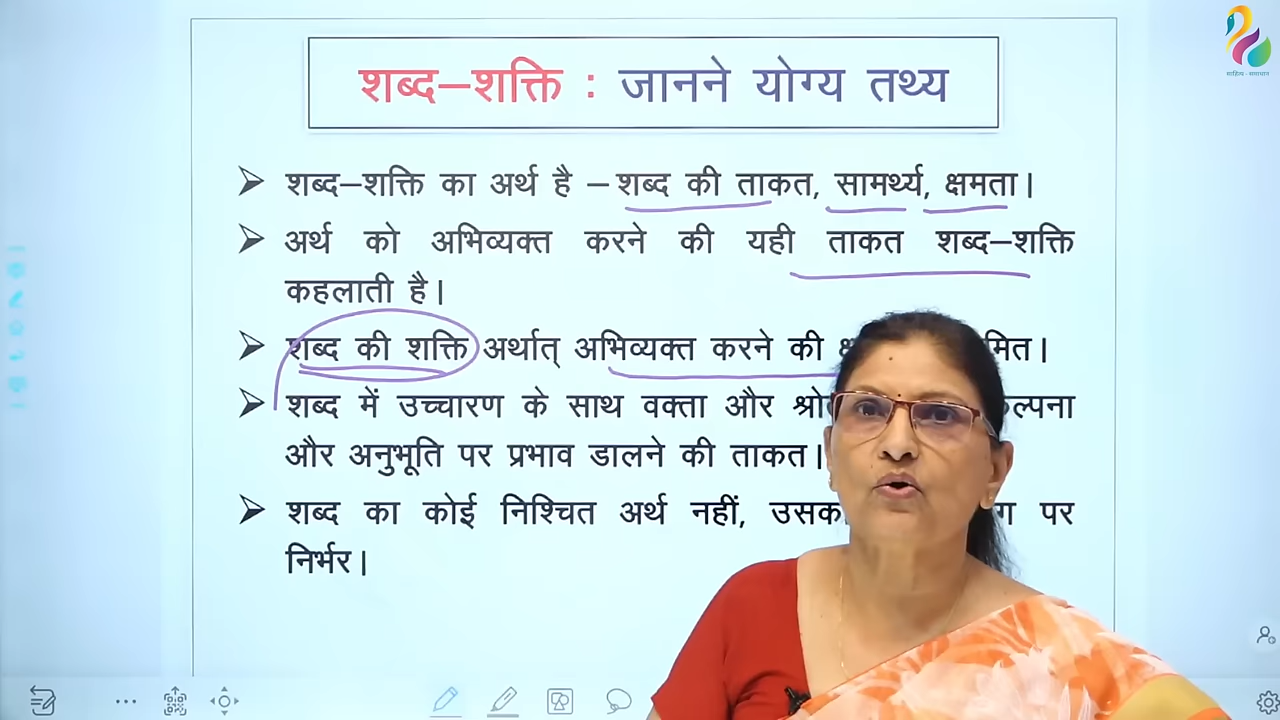 शब्द–शक्ति : जानने योग्य तथ्य
शब्द–शक्ति का अर्थ है – शब्द की ताकत, सामर्थ्य, क्षमता।
अर्थ को अभिव्यक्त करने की यही ताकत शब्द–शक्ति
कहलाती है।
शब्द की शक्ति अर्थात् अभिव्यक्त करने की
शब्द में उच्चारण के साथ वक्ता और
और अनुभूति पर प्रभाव डालने की ताकत।
शब्द का कोई निश्चित अर्थ नहीं, पर
निर्भर।